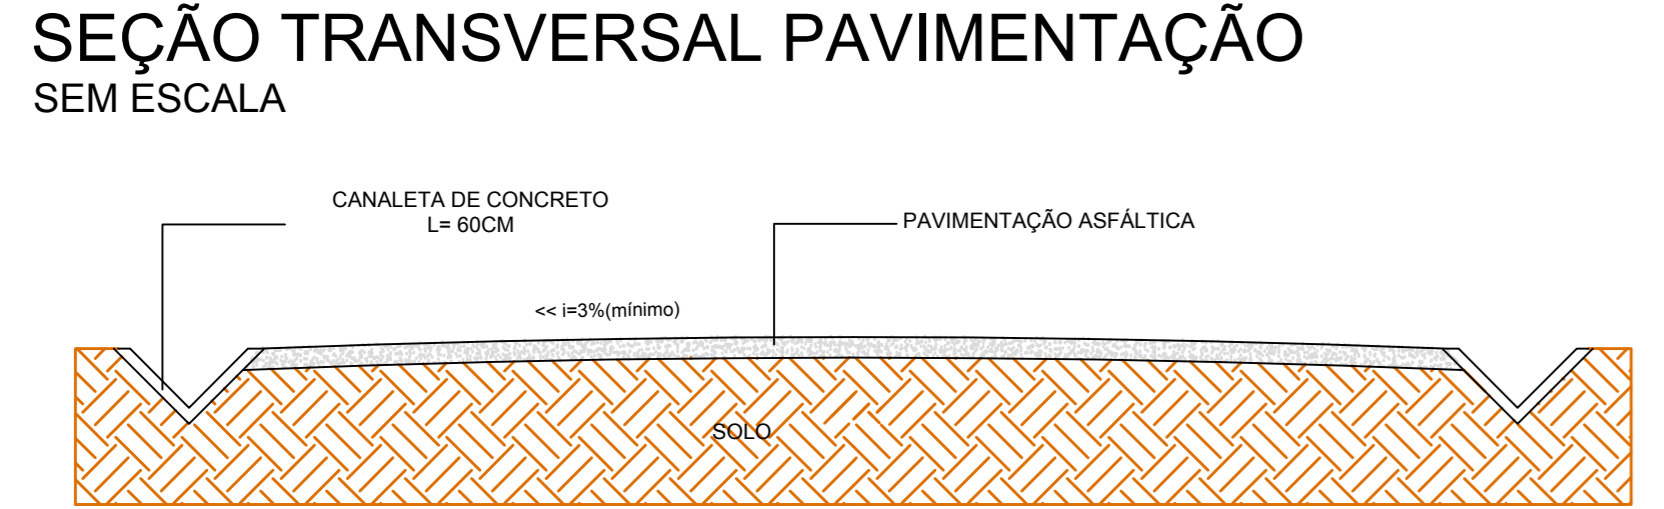 SEÇÃO TRANSVERSAL PAVIMENTAÇÃO
SEM ESCALA
CANALETA DE CONCRETO
L= 60CM
PAVIMENTAÇÃO ASFÁLTICA
<< i=3%(mínimo)
SOLO